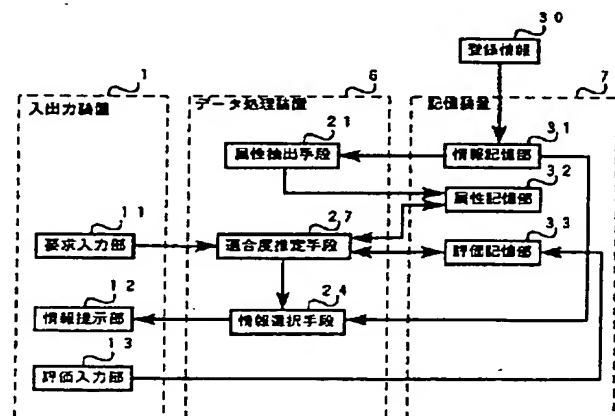 30
登録情報
1
6
7
入出力装置
データ処理装置
記憶装置
21
31
属性抽出手段
情報記憶部
32
属性記憶部
11
27
33
要求入力部
適合度推定手段
評価記憶部
12
24
情報提示部
情報選択手段
13
評価入力部